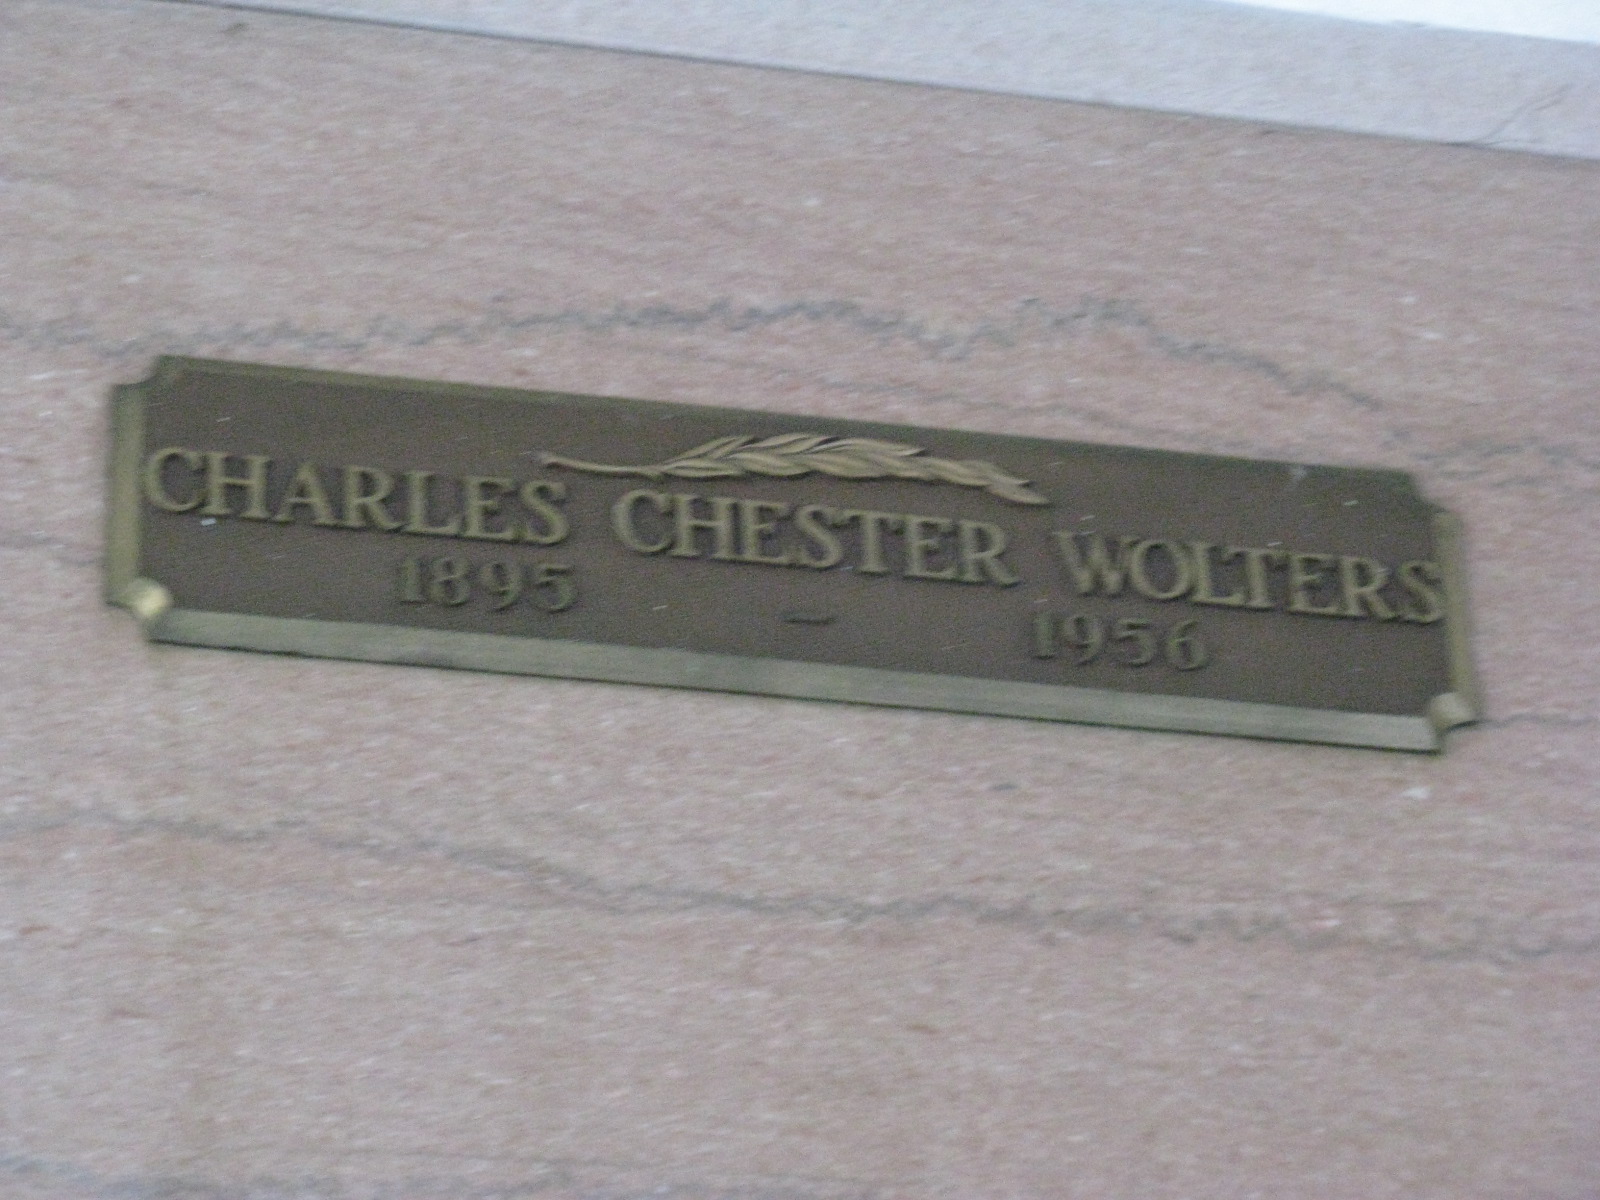 CHARLES CHESTER WOLTERS
1895 – 1956